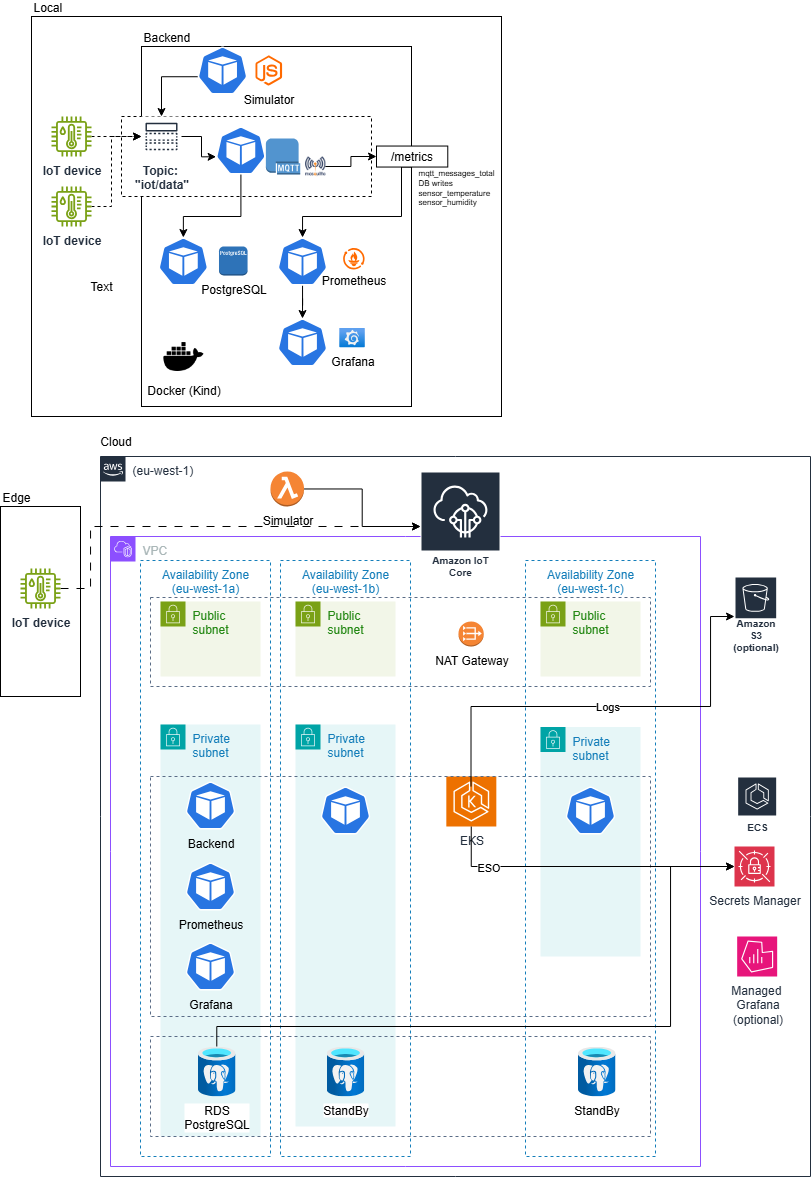 Local
Backend
JS
Simulator
IoT device
Topic:
"iot/data"
MQTT
mosquitto
/metrics
mqtt_messages_total
DB writes
sensor_temperature
sensor_humidity
IoT device
PostgreSQL
PostgreSQL
Prometheus
Text
Grafana
Docker (Kind)
Cloud
aws
(eu-west-1)
Edge
Simulator
Amazon IoT
Core
VPC
Availability Zone
(eu-west-1a)
Availability Zone
(eu-west-1b)
Availability Zone
(eu-west-1c)
IoT device
Public
subnet
Public
subnet
Public
subnet
NAT Gateway
Amazon
S3
(optional)
Logs
Private
subnet
Private
subnet
Private
subnet
K
Backend
EKS
ECS
ESO
Secrets Manager
Prometheus
Grafana
Managed
Grafana
(optional)
RDS
PostgreSQL
StandBy
StandBy